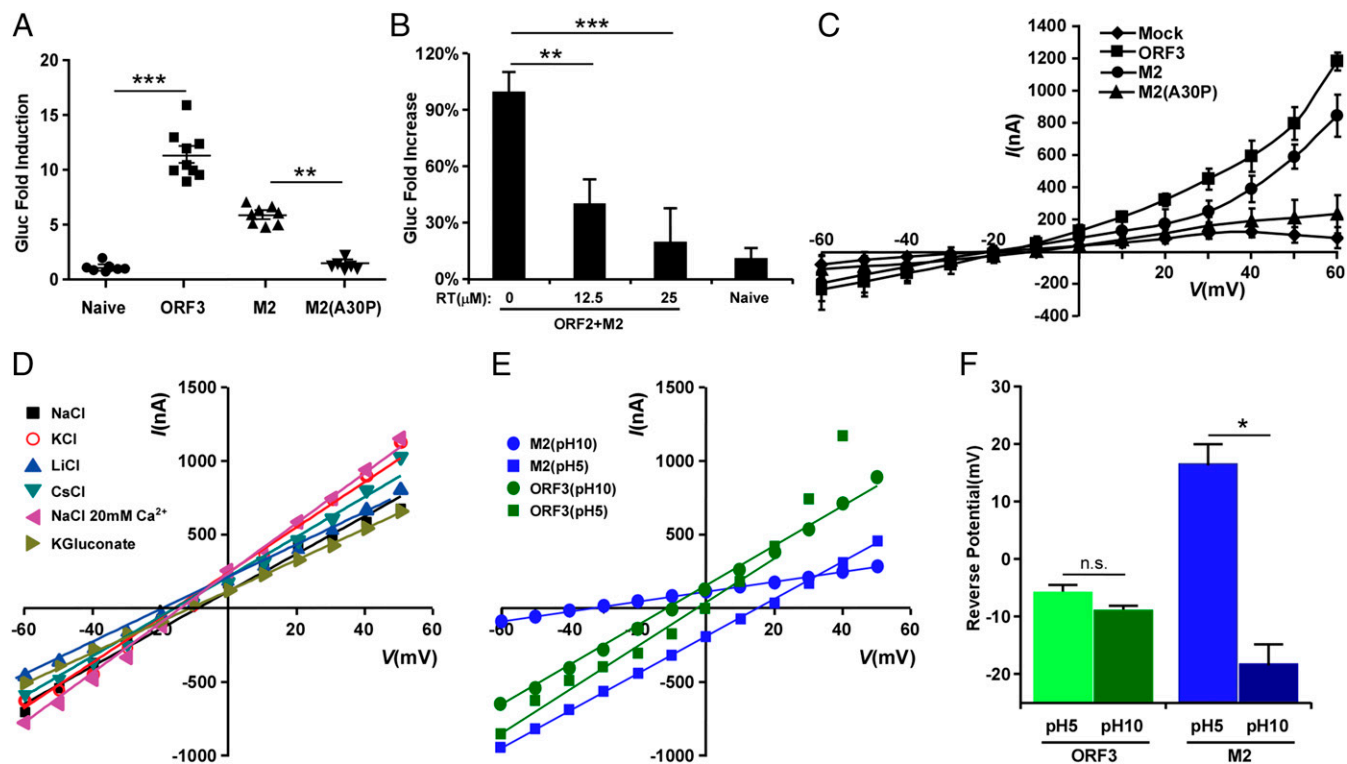 A
Gluc Fold Induction
20
15
10
5
0
***
**
Naive ORF3 M2 M2(A30P)
B
Gluc Fold Increase
120%
90%
60%
30%
0%
***
**
RT(μM): 0 12.5 25 Naive
ORF2+M2
C
Mock
ORF3
M2
M2(A30P)
I(nA)
1400
1200
1000
800
600
400
200
-200
-400
-60 -40 -20
20 40 60
V(mV)
D
NaCl
KCl
LiCl
CsCl
NaCl 20mM Ca²⁺
KGluconate
I(nA)
1500
1000
500
0
-500
-1000
-60 -40 -20 0 20 40 60
V(mV)
E
M2(pH10)
M2(pH5)
ORF3(pH10)
ORF3(pH5)
I(nA)
1500
1000
500
0
-500
-1000
-60 -40 -20 0 20 40 60
V(mV)
F
Reverse Potential(mV)
30
20
10
0
-10
-20
n.s.
*
pH5 pH10 pH5 pH10
ORF3 M2